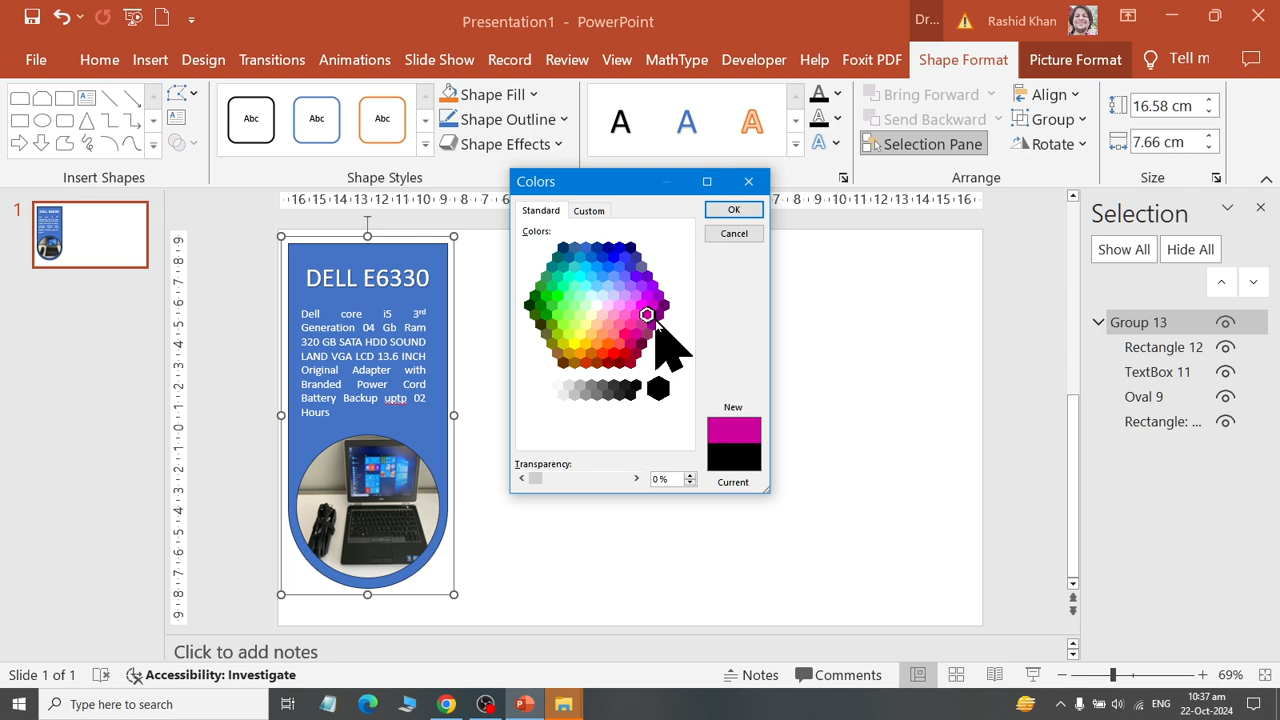 Presentation1 - PowerPoint
Dr...
Rashid Khan
File Home Insert Design Transitions Animations Slide Show Record Review View MathType Developer Help Foxit PDF Shape Format Picture Format Tell m
Abc Abc Abc
Shape Fill
Shape Outline
Shape Effects
A A A
A
A
A
Bring Forward
Send Backward
Selection Pane
Align
Group
Rotate
16.58 cm
7.66 cm
Insert Shapes
Shape Styles
Arrange
Size
1
Colors
Standard Custom
OK
Cancel
Colors:
New
Current
Transparency:
0 %
DELL E6330
Dell core i5 3rd
Generation 04 Gb Ram
320 GB SATA HDD SOUND
LAND VGA LCD 13.6 INCH
Original Adapter with
Branded Power Cord
Battery Backup uptp 02
Hours
Selection
Show All Hide All
Group 13
Rectangle 12
TextBox 11
Oval 9
Rectangle: ...
Click to add notes
Slide 1 of 1
Accessibility: Investigate
Notes
Comments
69%
Type here to search
ENG
10:37 am
22-Oct-2024